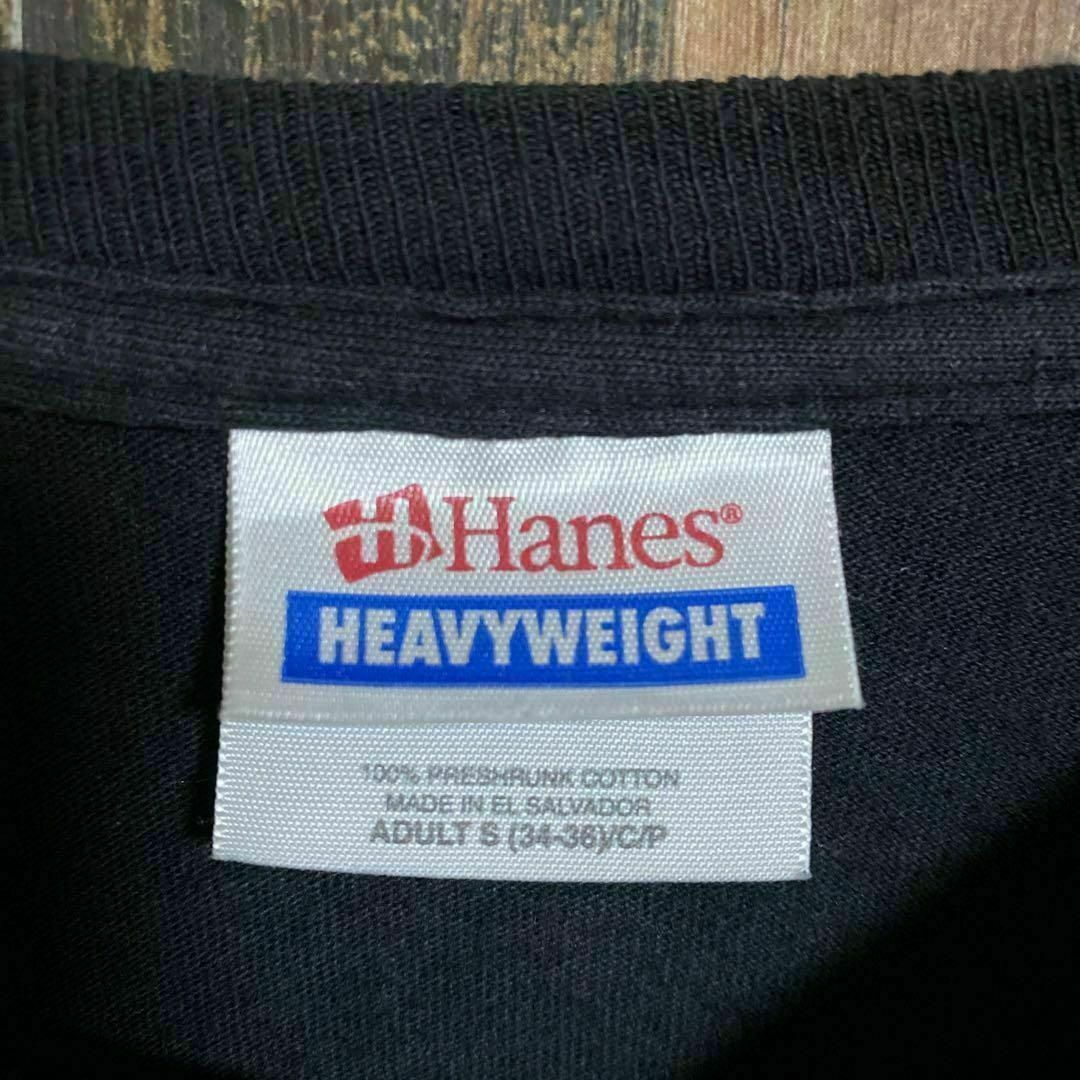 Hanes®
HEAVYWEIGHT
100% PRESHRUNK COTTON
MADE IN EL SALVADOR
ADULT S (34-36)/C/P